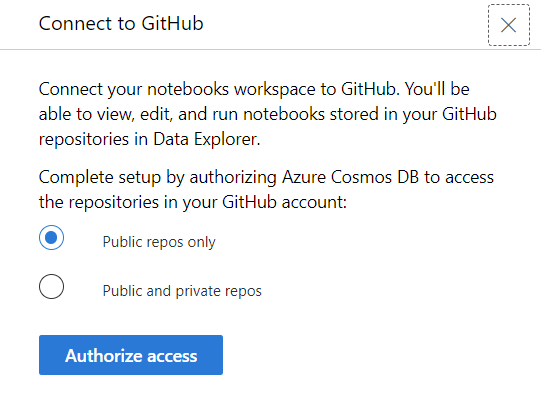 Connect to GitHub
Connect your notebooks workspace to GitHub. You'll be
able to view, edit, and run notebooks stored in your GitHub
repositories in Data Explorer.
Complete setup by authorizing Azure Cosmos DB to access
the repositories in your GitHub account:
Public repos only
Public and private repos
Authorize access